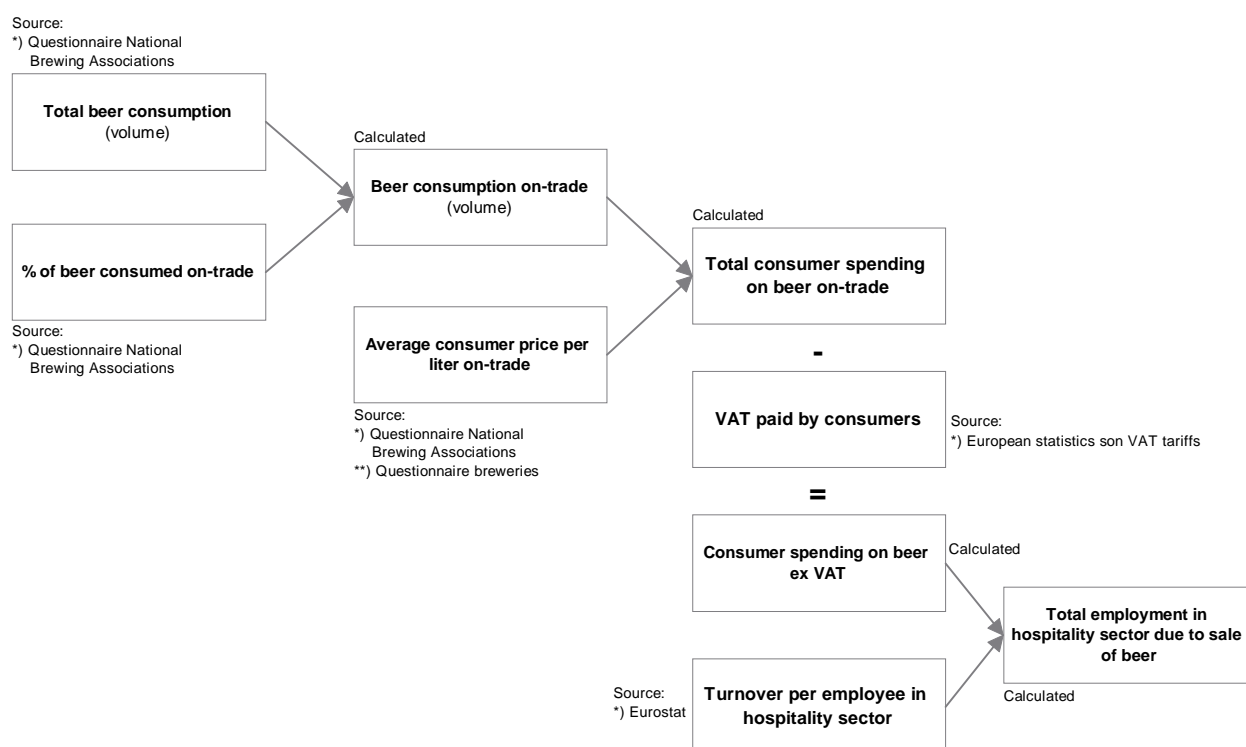 Source:
*) Questionnaire National
Brewing Associations
Total beer consumption
(volume)
% of beer consumed on-trade
Source:
*) Questionnaire National
Brewing Associations
Calculated
Beer consumption on-trade
(volume)
Average consumer price per
liter on-trade
Source:
*) Questionnaire National
Brewing Associations
**) Questionnaire breweries
Calculated
Total consumer spending
on beer on-trade
-
VAT paid by consumers
Source:
*) European statistics son VAT tariffs
=
Consumer spending on beer
ex VAT
Calculated
Source:
*) Eurostat
Turnover per employee in
hospitality sector
Total employment in
hospitality sector due to sale
of beer
Calculated